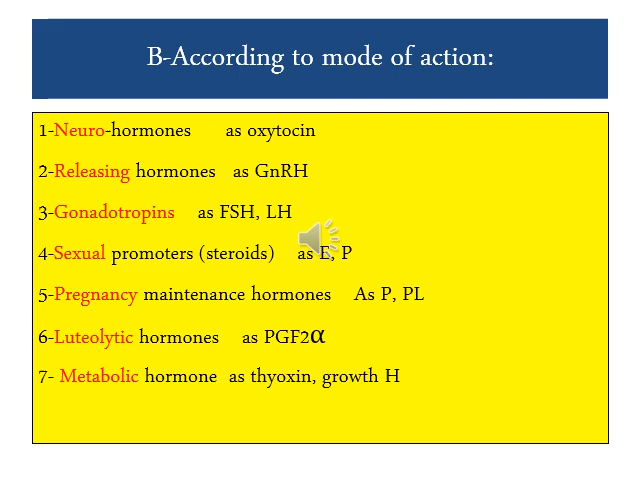 B-According to mode of action:
1-Neuro-hormones as oxytocin
2-Releasing hormones as GnRH
3-Gonadotropins as FSH, LH
4-Sexual promoters (steroids) as E, P
5-Pregnancy maintenance hormones As P, PL
6-Luteolytic hormones as PGF2α
7- Metabolic hormone as thyoxin, growth H